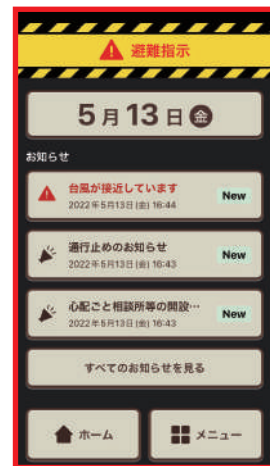 避難指示
5月13日 金
お知らせ
台風が接近しています
2022年5月13日(金) 16:44
New
通行止めのお知らせ
2022年5月13日(金) 16:43
New
心配ごと相談所等の開設…
2022年5月13日(金) 16:43
New
すべてのお知らせを見る
ホーム
メニュー